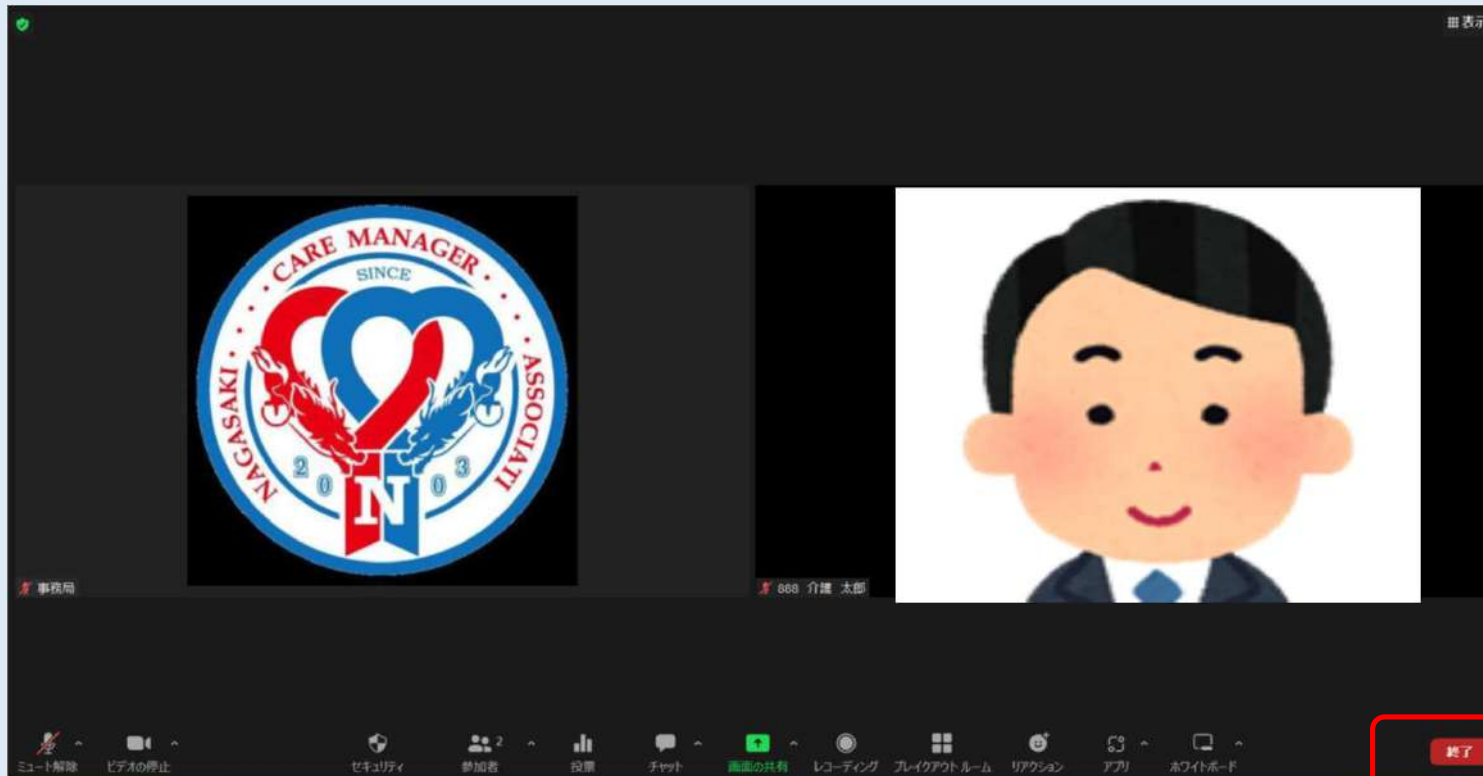 表示
CARE MANAGER
SINCE
NAGASAKI
ASSOCIATI
2003
N
事務局
888 介護 太郎
2
ミュート解除
ビデオの停止
セキュリティ
参加者
投票
チャット
画面の共有
レコーディング
ブレイクアウト ルーム
リアクション
アプリ
ホワイトボード
終了